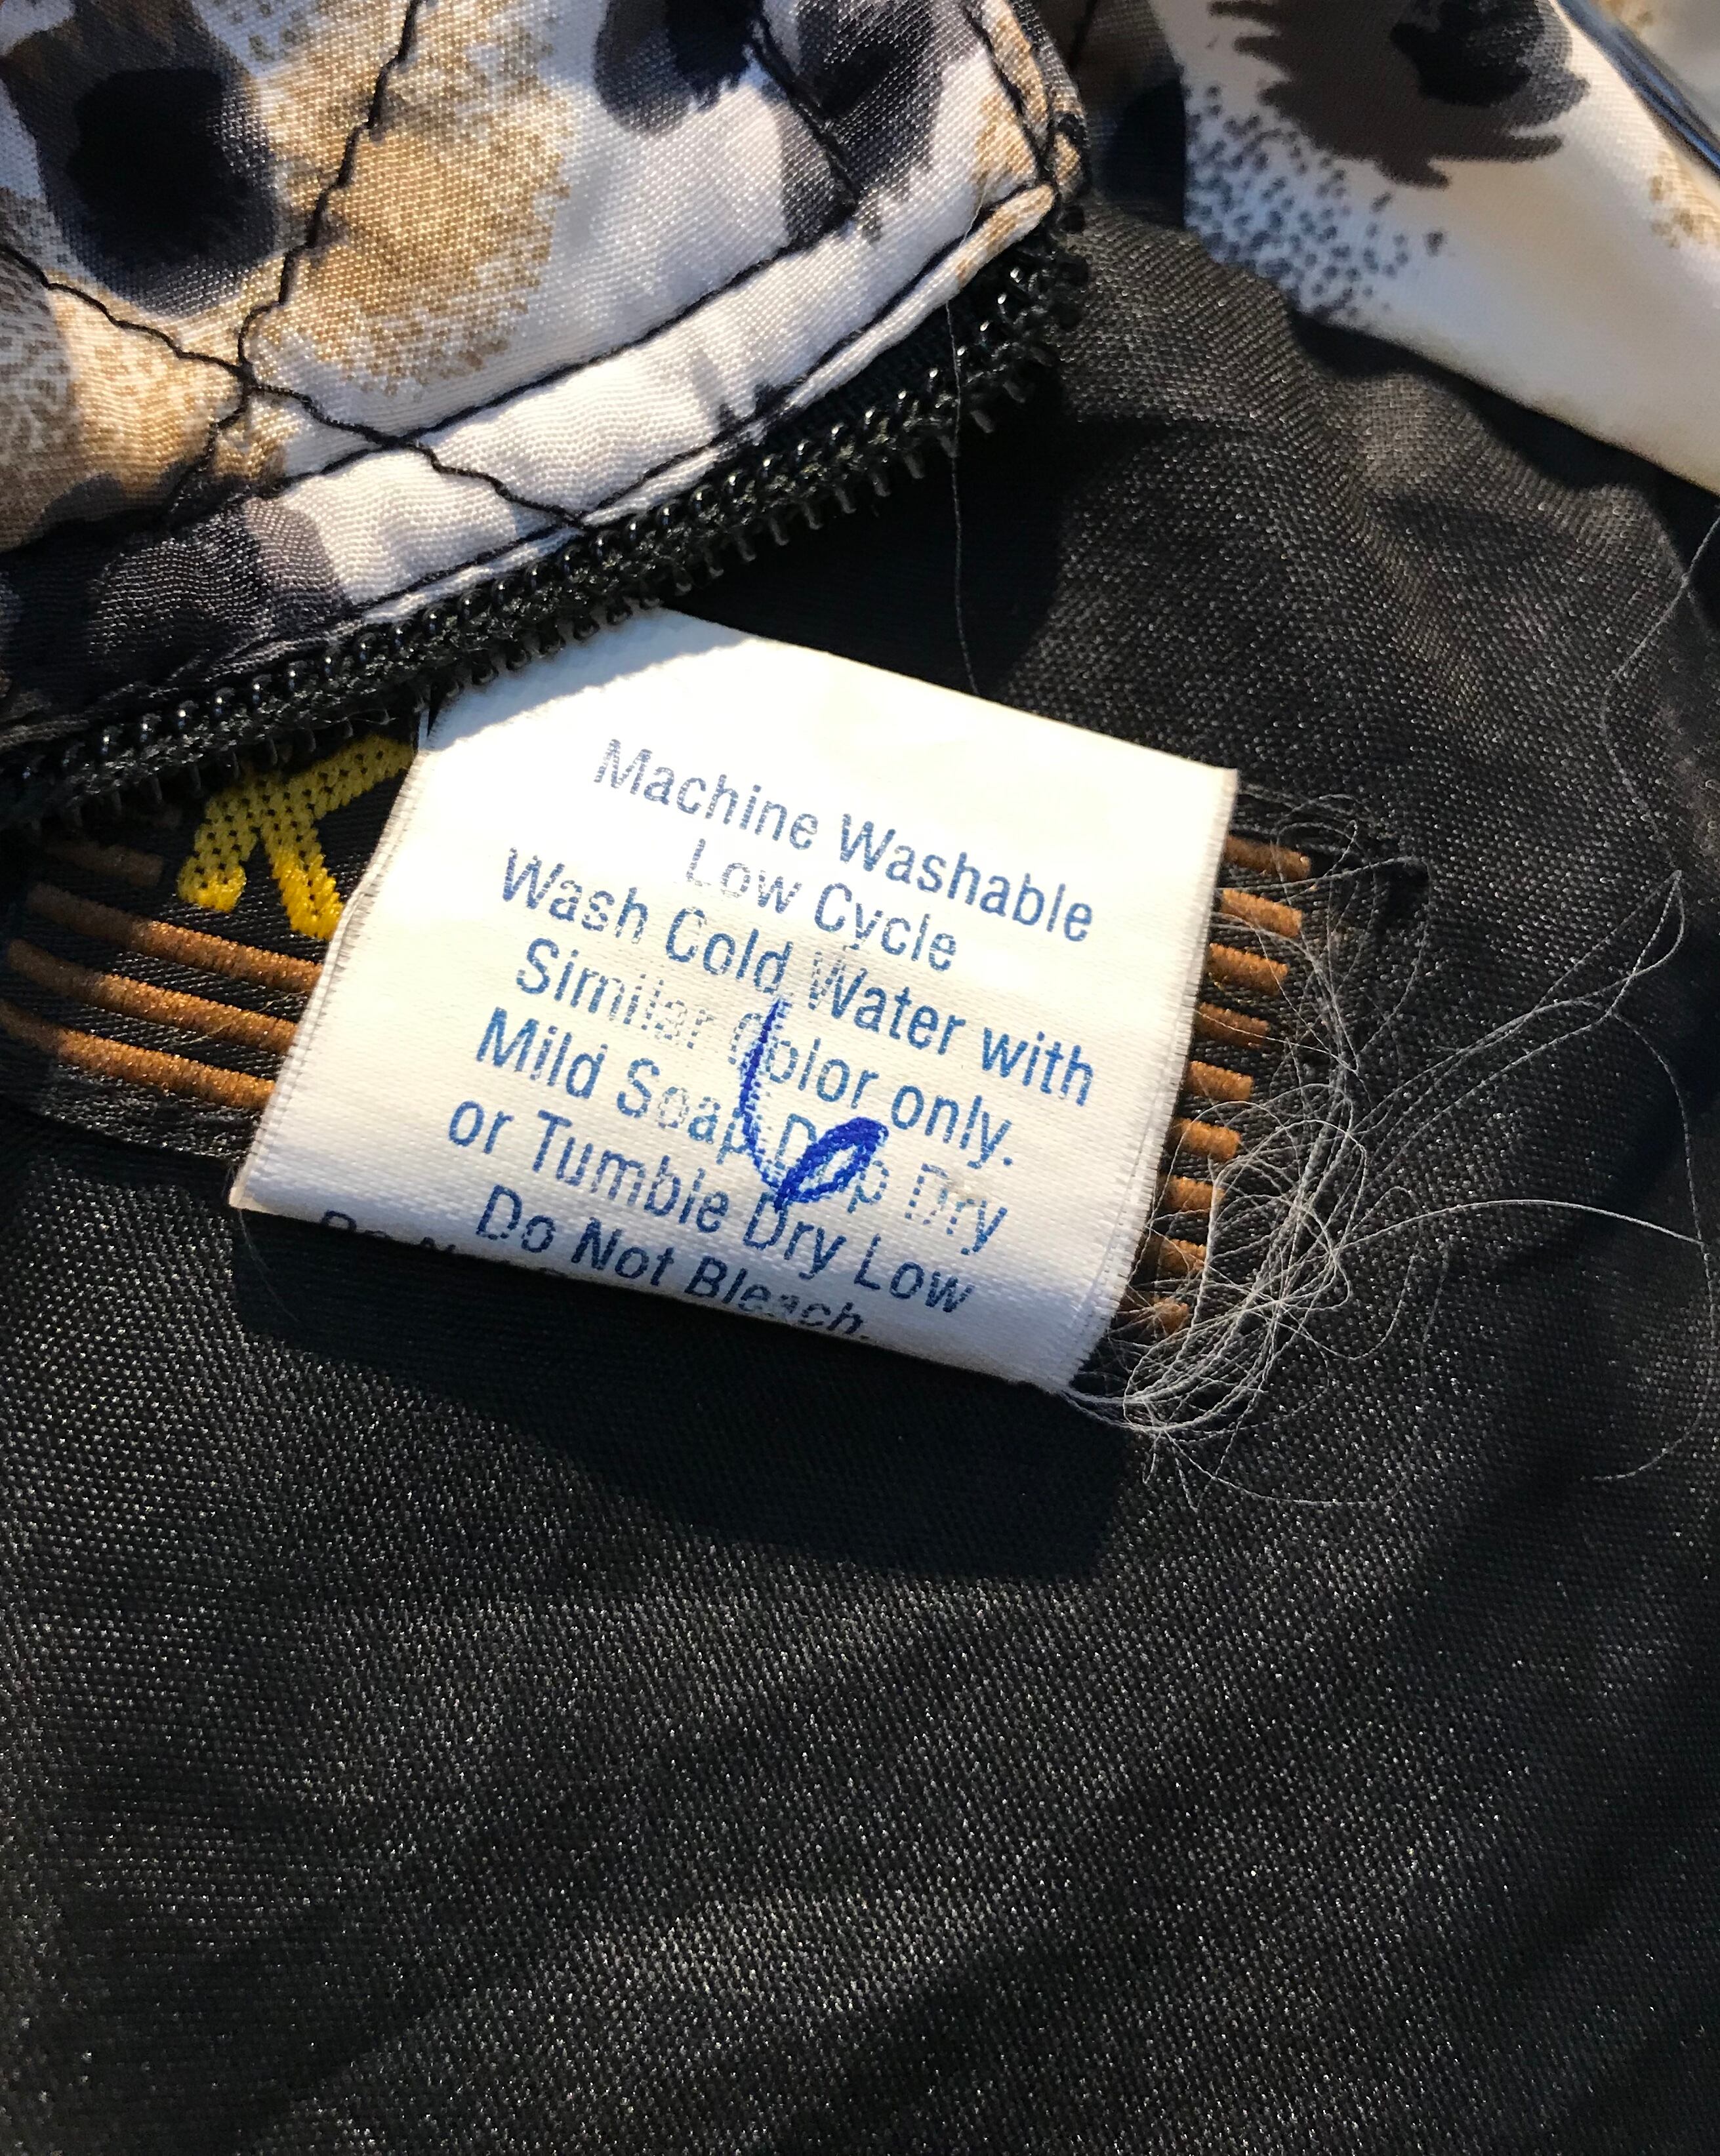 Machine Washable
Low Cycle
Wash Cold Water with
Similar Color only.
Mild Soap Drip Dry
or Tumble Dry Low
Do Not Bleach.